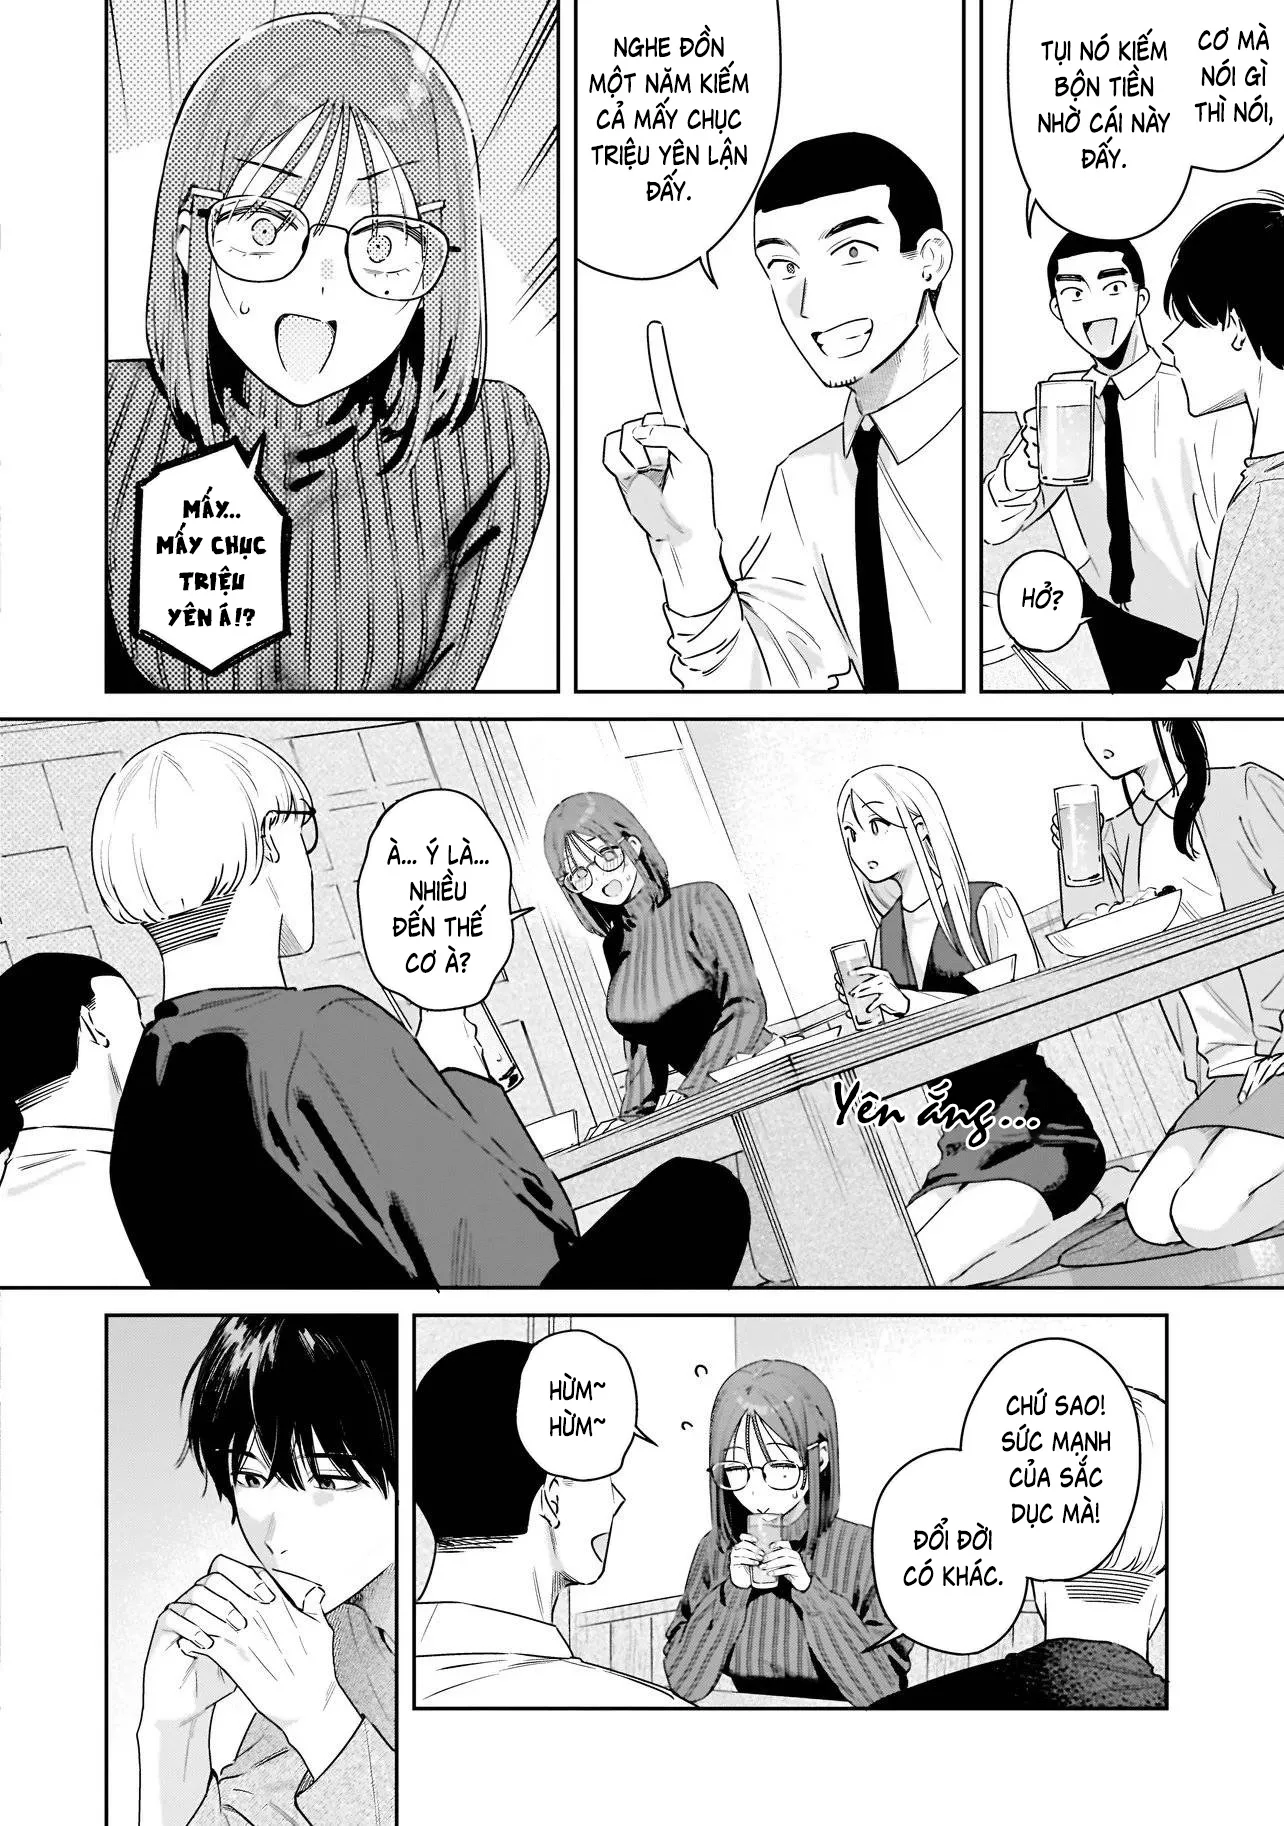 CƠ MÀ
NÓI GÌ
THÌ NÓI,
TỤI NÓ KIẾM
BỘN TIỀN
NHỜ CÁI NÀY
ĐẤY.
HỞ?
NGHE ĐỒN
MỘT NĂM KIẾM
CẢ MẤY CHỤC
TRIỆU YÊN LẬN
ĐẤY.
MẤY...
MẤY CHỤC
TRIỆU
YÊN Á!?
À... Ý LÀ...
NHIỀU
ĐẾN THẾ
CƠ À?
Yên ắng...
CHỨ SAO!
SỨC MẠNH
CỦA SẮC
DỤC MÀ!
ĐỔI ĐỜI
CÓ KHÁC.
HỪM~
HỪM~